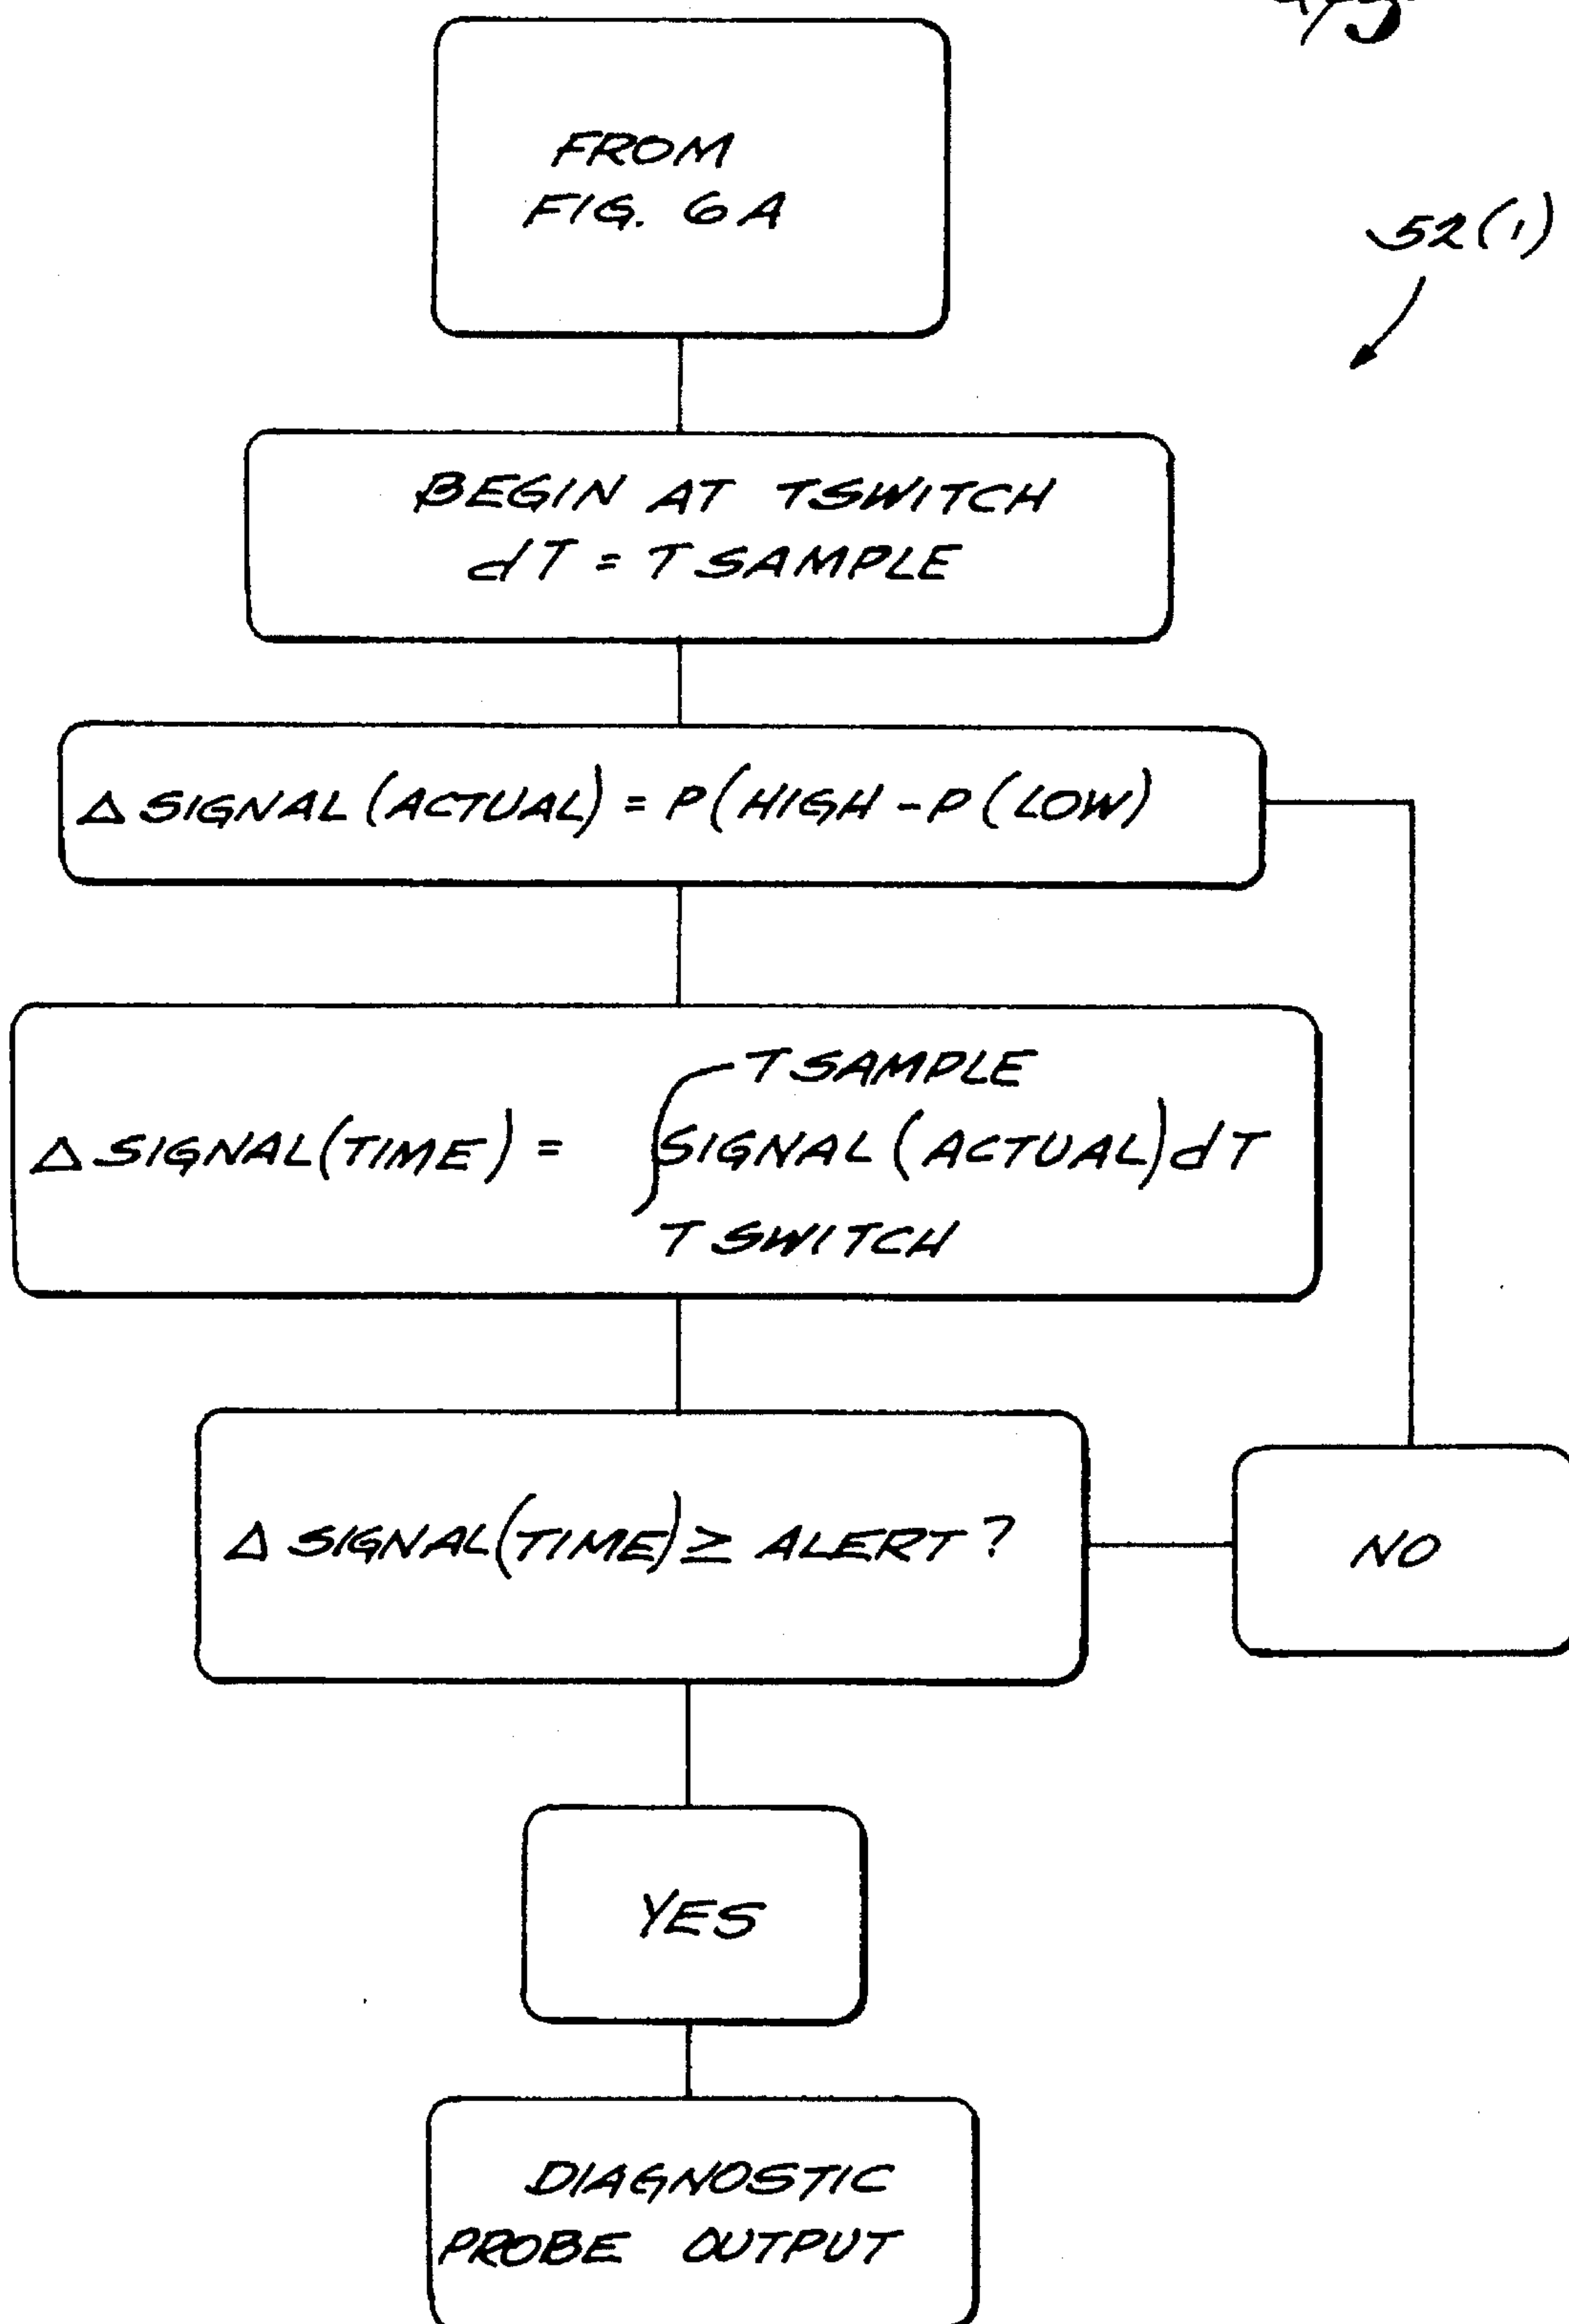 FROM
FIG. 6A
52(1)
BEGIN AT TSWITCH
dT = TSAMPLE
Δ SIGNAL (ACTUAL) = P(HIGH - P(LOW)
TSAMPLE
Δ SIGNAL(TIME) = ∫SIGNAL (ACTUAL) dT
TSWITCH
Δ SIGNAL(TIME) ≥ ALERT?
NO
YES
DIAGNOSTIC
PROBE OUTPUT